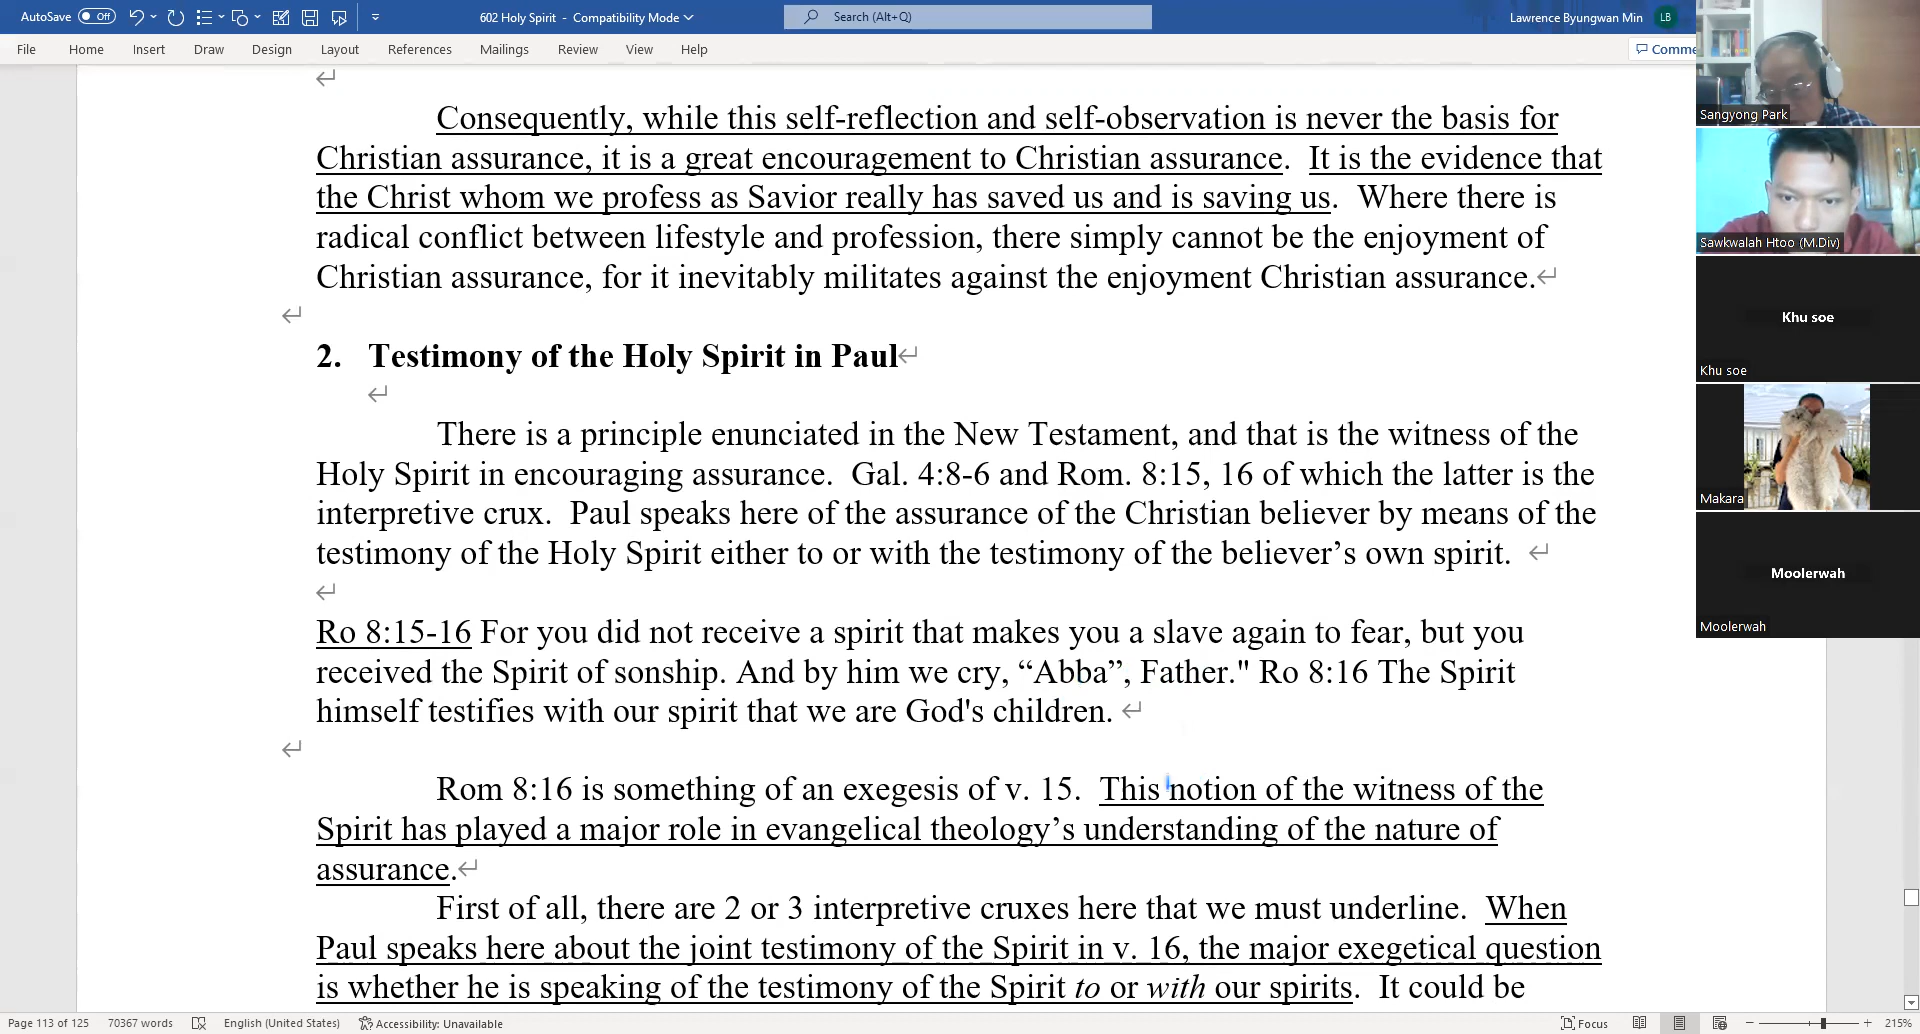 AutoSave Off 602 Holy Spirit - Compatibility Mode Search (Alt+Q) Lawrence Byungwan Min LB
File Home Insert Draw Design Layout References Mailings Review View Help Comme
Consequently, while this self-reflection and self-observation is never the basis for
Christian assurance, it is a great encouragement to Christian assurance. It is the evidence that
the Christ whom we profess as Savior really has saved us and is saving us. Where there is
radical conflict between lifestyle and profession, there simply cannot be the enjoyment of
Christian assurance, for it inevitably militates against the enjoyment Christian assurance.
2. Testimony of the Holy Spirit in Paul
There is a principle enunciated in the New Testament, and that is the witness of the
Holy Spirit in encouraging assurance. Gal. 4:8-6 and Rom. 8:15, 16 of which the latter is the
interpretive crux. Paul speaks here of the assurance of the Christian believer by means of the
testimony of the Holy Spirit either to or with the testimony of the believer’s own spirit.
Ro 8:15-16 For you did not receive a spirit that makes you a slave again to fear, but you
received the Spirit of sonship. And by him we cry, “Abba”, Father." Ro 8:16 The Spirit
himself testifies with our spirit that we are God's children.
Rom 8:16 is something of an exegesis of v. 15. This notion of the witness of the
Spirit has played a major role in evangelical theology’s understanding of the nature of
assurance.
First of all, there are 2 or 3 interpretive cruxes here that we must underline. When
Paul speaks here about the joint testimony of the Spirit in v. 16, the major exegetical question
is whether he is speaking of the testimony of the Spirit to or with our spirits. It could be
Page 113 of 125 70367 words English (United States) Accessibility: Unavailable Focus 215%
Sangyong Park
Sawkwalah Htoo (M.Div)
Khu soe
Khu soe
Makara
Moolerwah
Moolerwah